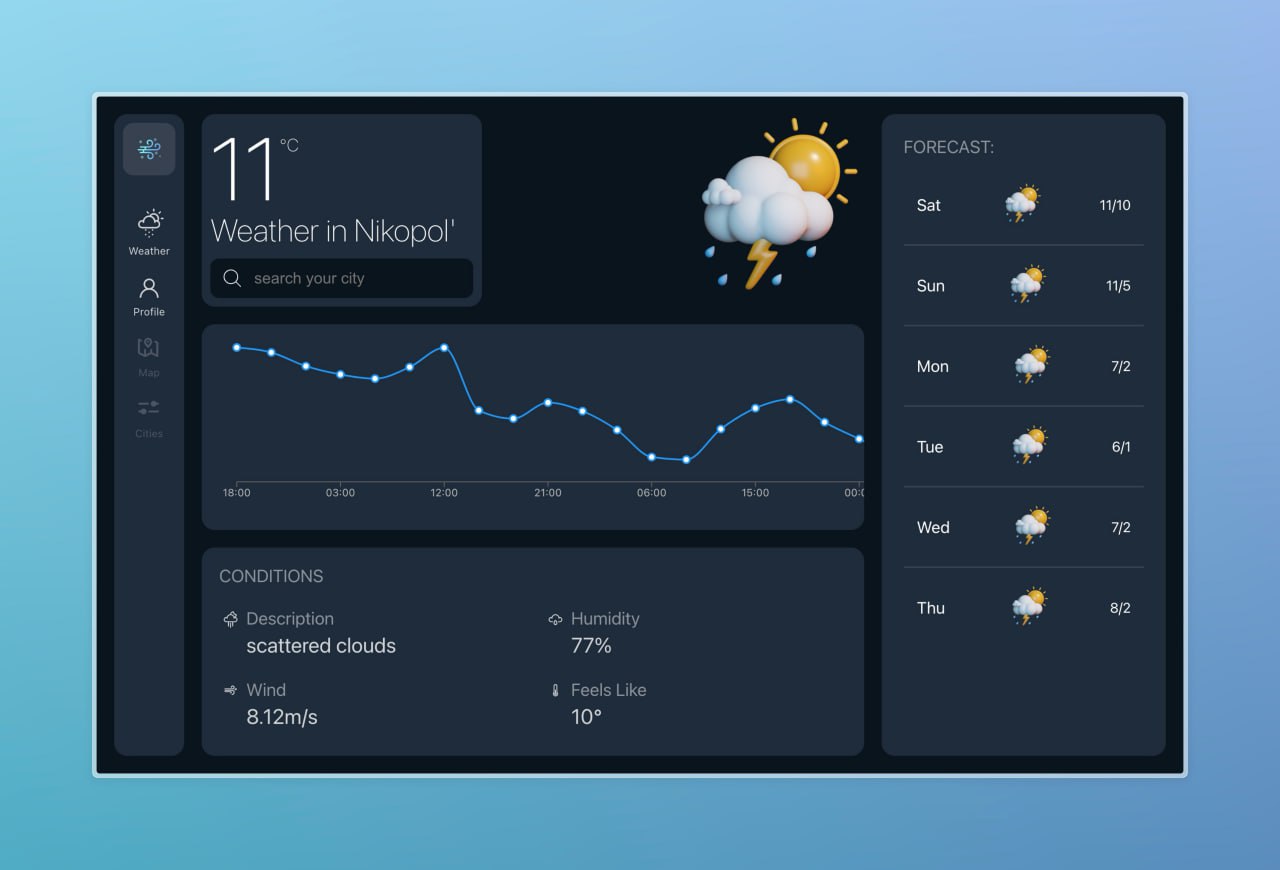 11 °C
Weather in Nikopol'
search your city
Weather
Profile
Map
Cities
18:00 03:00 12:00 21:00 06:00 15:00 00:0
CONDITIONS
Description
scattered clouds
Humidity
77%
Wind
8.12m/s
Feels Like
10°
FORECAST:
Sat 11/10
Sun 11/5
Mon 7/2
Tue 6/1
Wed 7/2
Thu 8/2